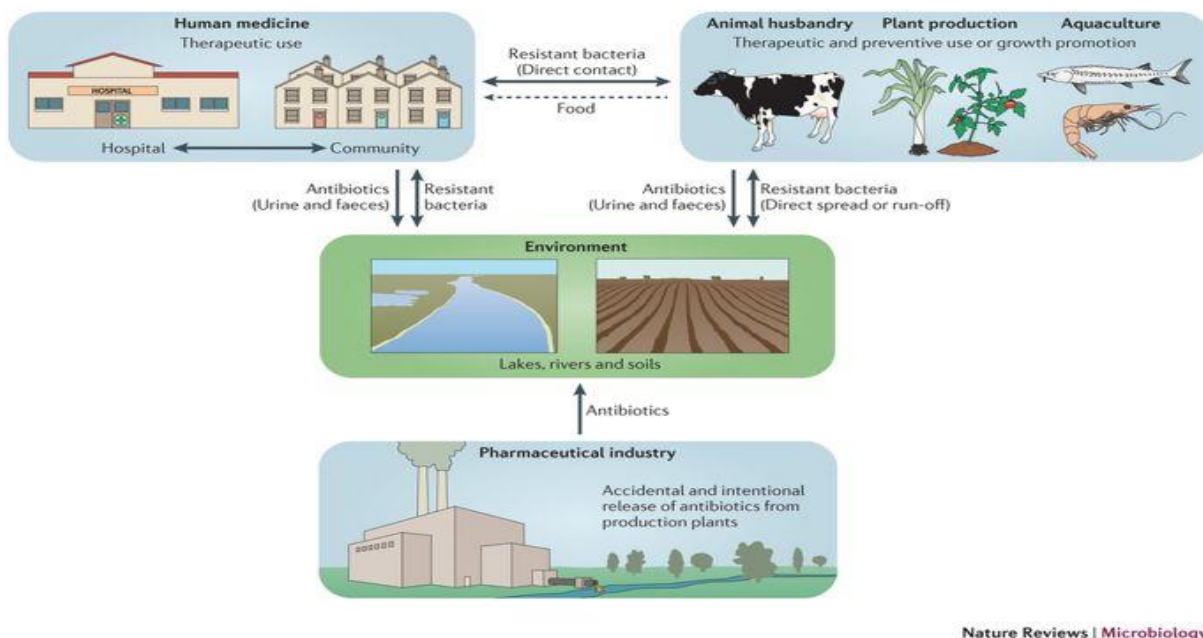 Human medicine
Therapeutic use
HOSPITAL
Hospital
Community
Resistant bacteria
(Direct contact)
Food
Animal husbandry
Plant production
Aquaculture
Therapeutic and preventive use or growth promotion
Antibiotics
(Urine and faeces)
Resistant
bacteria
Antibiotics
(Urine and faeces)
Resistant bacteria
(Direct spread or run-off)
Environment
Lakes, rivers and soils
Antibiotics
Pharmaceutical industry
Accidental and intentional
release of antibiotics from
production plants
Nature Reviews | Microbiology